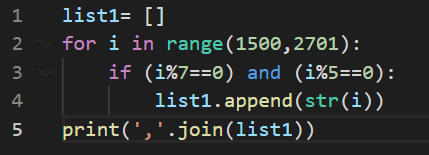 1 list1= []
2 for i in range(1500,2701):
3     if (i%7==0) and (i%5==0):
4         list1.append(str(i))
5 print(','.join(list1))